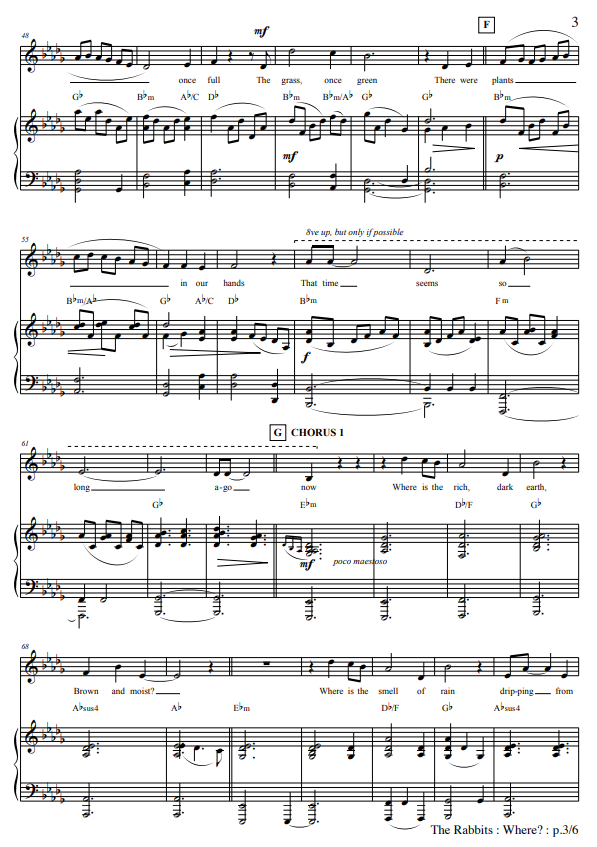 F 3
48 mf
once full The grass, once green There were plants
G♭ B♭m A♭/C D♭ B♭m B♭m/A♭ G♭ G♭ B♭m
mf p
55 8ve up, but only if possible
in our hands That time seems so
B♭m/A♭ G♭ A♭/C D♭ B♭m Fm
f
G CHORUS 1
61
long a-go now Where is the rich, dark earth,
G♭ E♭m D♭/F G♭
mf poco maestoso
68
Brown and moist? Where is the smell of rain dripping from
A♭sus4 A♭ E♭m D♭/F G♭ A♭sus4
The Rabbits : Where? : p.3/6